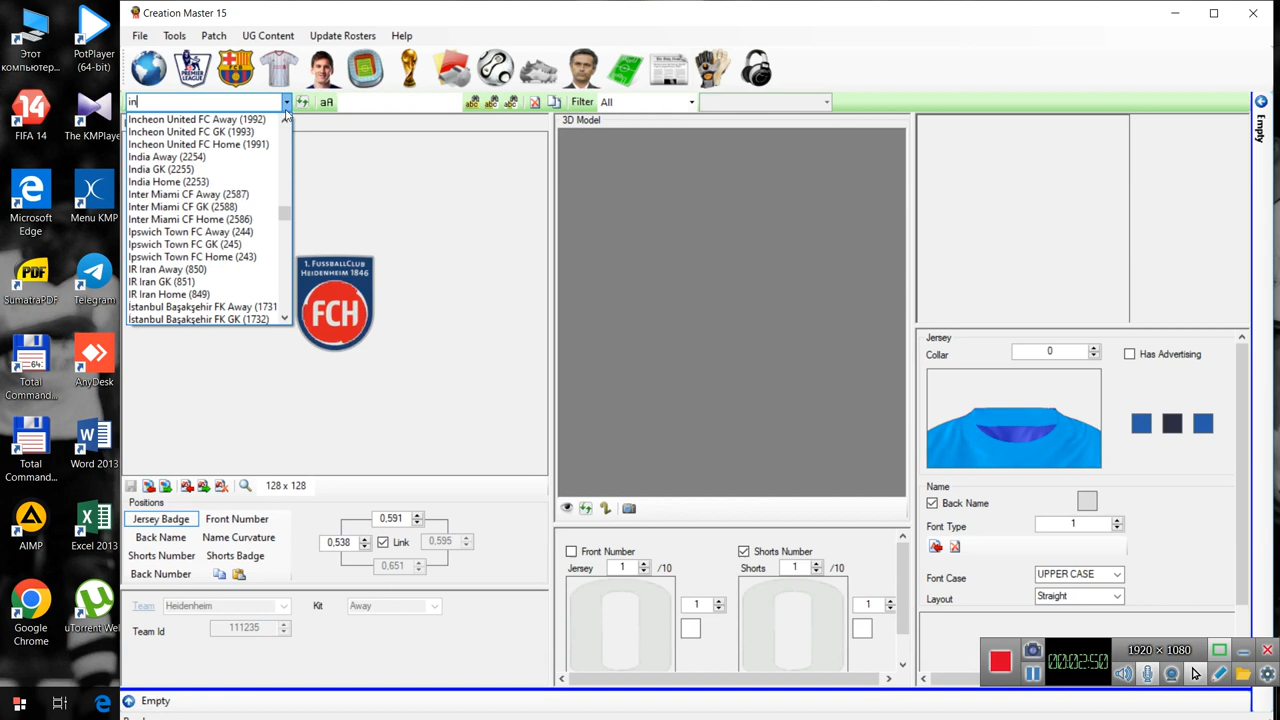 Creation Master 15
File Tools Patch UG Content Update Rosters Help
in
aA
Filter All
Incheon United FC Away (1992)
Incheon United FC GK (1993)
Incheon United FC Home (1991)
India Away (2254)
India GK (2255)
India Home (2253)
Inter Miami CF Away (2587)
Inter Miami CF GK (2588)
Inter Miami CF Home (2586)
Ipswich Town FC Away (244)
Ipswich Town FC GK (245)
Ipswich Town FC Home (243)
IR Iran Away (850)
IR Iran GK (851)
IR Iran Home (849)
İstanbul Başakşehir FK Away (1731
İstanbul Başakşehir FK GK (1732)
1. FUSSBALLCLUB
HEIDENHEIM 1846
FCH
128 x 128
Positions
Jersey Badge Front Number
Back Name Name Curvature
Shorts Number Shorts Badge
Back Number
0,591
0,538 Link 0,595
0,651
Team Heidenheim Kit Away
Team Id 111235
Empty
3D Model
Front Number Shorts Number
Jersey 1 /10 Shorts 1 /10
1 1
Empty
Jersey
Collar 0 Has Advertising
Name
Back Name
Font Type 1
Font Case UPPER CASE
Layout Straight
1920 × 1080
00:02:50
Этот
компьютер...
PotPlayer
(64-bit)
FIFA 14
The KMPlayer
Microsoft
Edge
Menu KMP
PDF
SumatraPDF
Telegram
64
Total
Command...
AnyDesk
Total
Command...
Word 2013
AIMP
Excel 2013
Google
Chrome
uTorrent Web